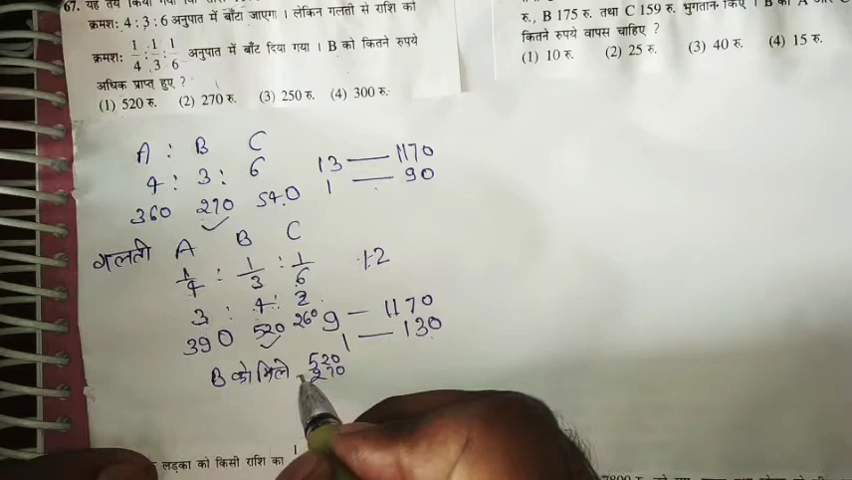 67. यह तय किया गया कि
क्रमश: 4 : 3 : 6 अनुपात में बाँटा जाएगा । लेकिन गलती से राशि को
क्रमश: 1/4 : 1/3 : 1/6 अनुपात में बाँट दिया गया । B को कितने रुपये
अधिक प्राप्त हुए ?
(1) 520 रु. (2) 270 रु. (3) 250 रु. (4) 300 रु.
रु., B 175 रु. तथा C 159 रु. भुगतान किए । B को A और C
कितने रुपये वापस चाहिए ?
(1) 10 रु. (2) 25 रु. (3) 40 रु. (4) 15 रु.
A : B C
4 : 3 : 6 13 — 1170
360 270 540 1 — 90
गलती A B C
1/4 : 1/3 : 1/6 12
3 : 4 : 2
390 520 260 9 — 1170
1 — 130
B को मिले 520
270
लड़का को किसी राशि का 1